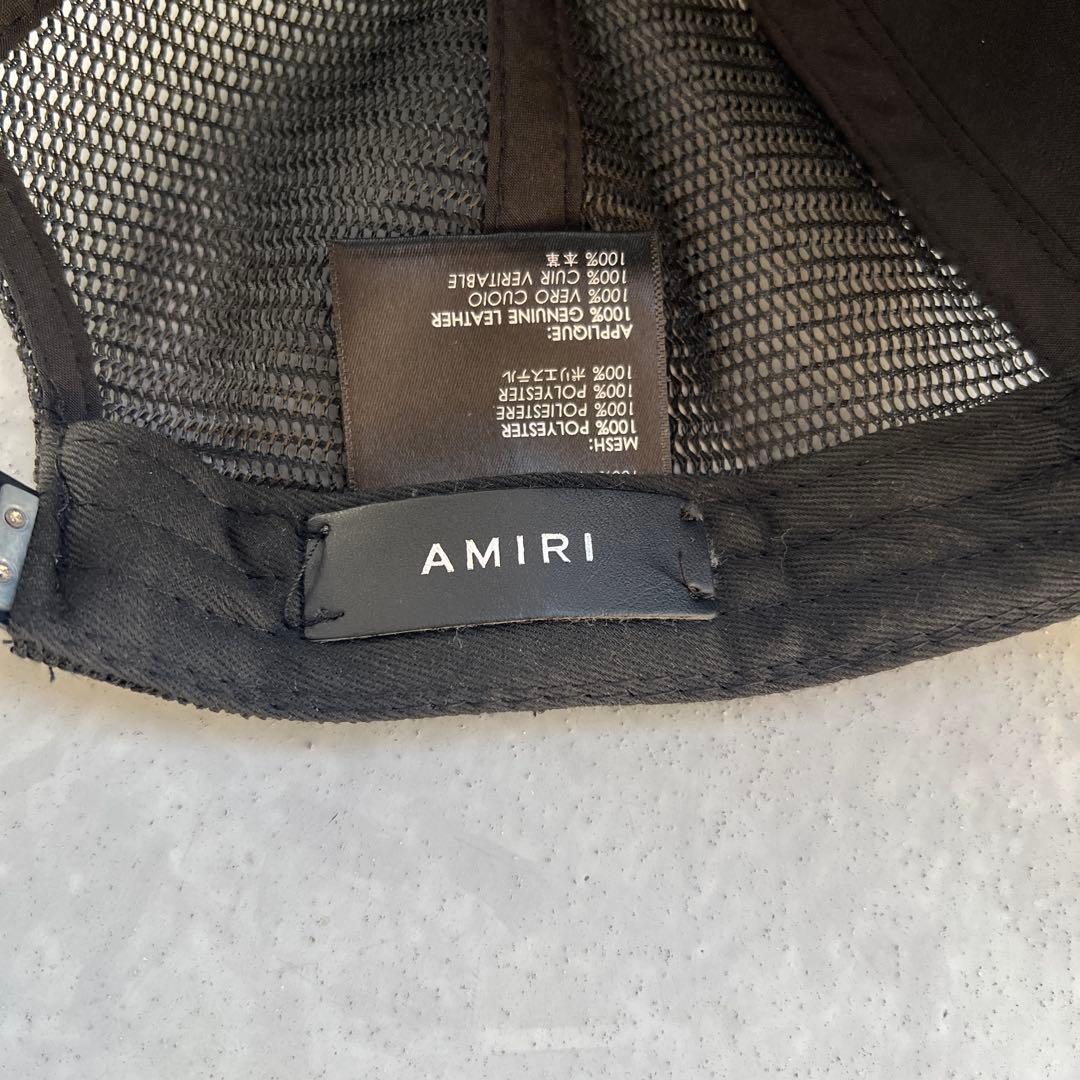 AMIRI
100%
MESH:
100% POLYESTER
100% POLIESTERE
100% POLYESTER
100% ポリエステル
APPLIQUE:
100% GENUINE LEATHER
100% VERO CUOIO
100% CUIR VERITABLE
100% 本革